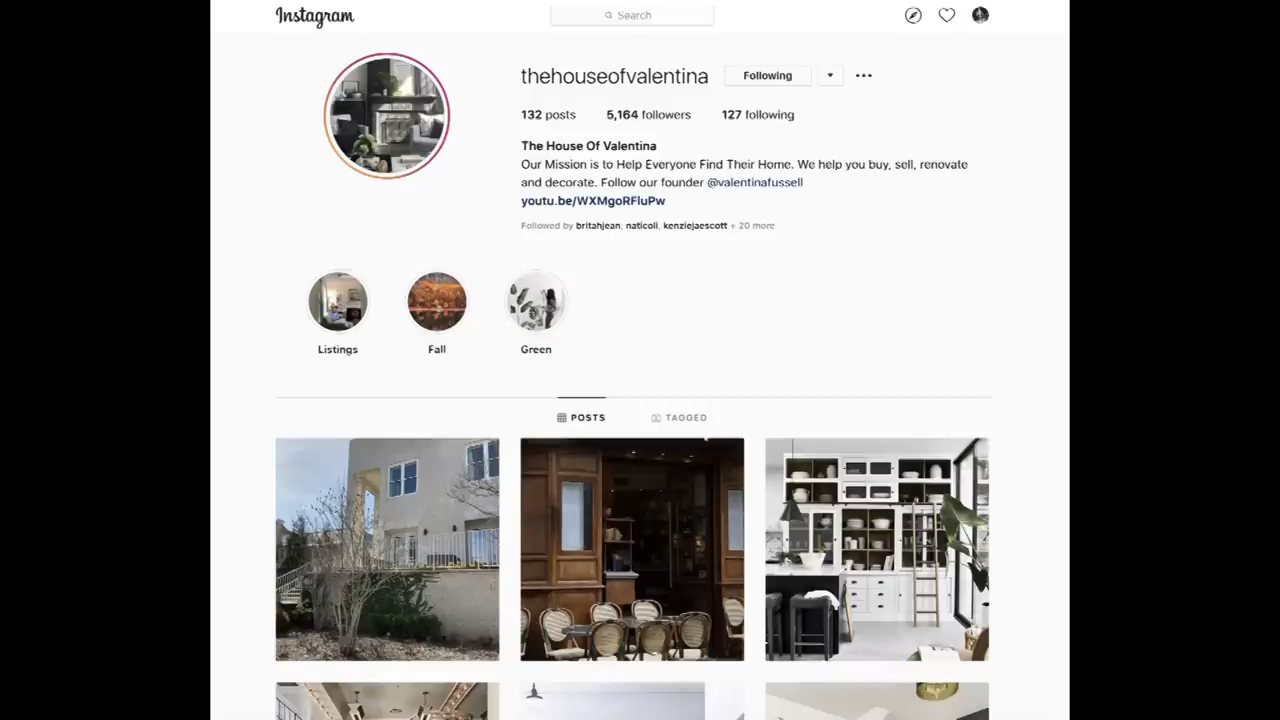 Instagram
Search
thehouseofvalentina
Following
132 posts 5,164 followers 127 following
The House Of Valentina
Our Mission is to Help Everyone Find Their Home. We help you buy, sell, renovate
and decorate. Follow our founder @valentinafussell
youtu.be/WXMgoRFluPw
Followed by britahjean, naticoli, kenziejaescott + 20 more
Listings Fall Green
POSTS TAGGED